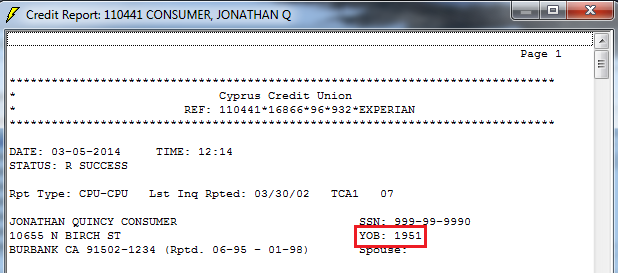 Credit Report: 110441 CONSUMER, JONATHAN Q
Page 1
******************************************************************************
* Cyprus Credit Union
* REF: 110441*16866*96*932*EXPERIAN
******************************************************************************
DATE: 03-05-2014 TIME: 12:14
STATUS: R SUCCESS
Rpt Type: CPU-CPU Lst Inq Rpted: 03/30/02 TCA1 07
JONATHAN QUINCY CONSUMER SSN: 999-99-9990
10655 N BIRCH ST YOB: 1951
BURBANK CA 91502-1234 (Rptd. 06-95 - 01-98) Spouse: